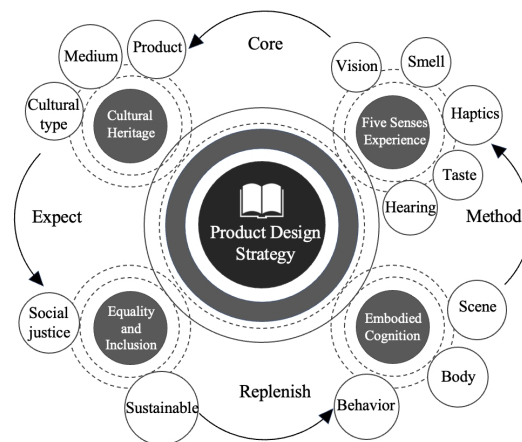 Core
Product
Medium
Cultural
type
Cultural
Heritage
Vision
Smell
Haptics
Taste
Hearing
Five Senses
Experience
Product Design
Strategy
Expect
Method
Social
justice
Equality
and
Inclusion
Sustainable
Embodied
Cognition
Scene
Body
Behavior
Replenish